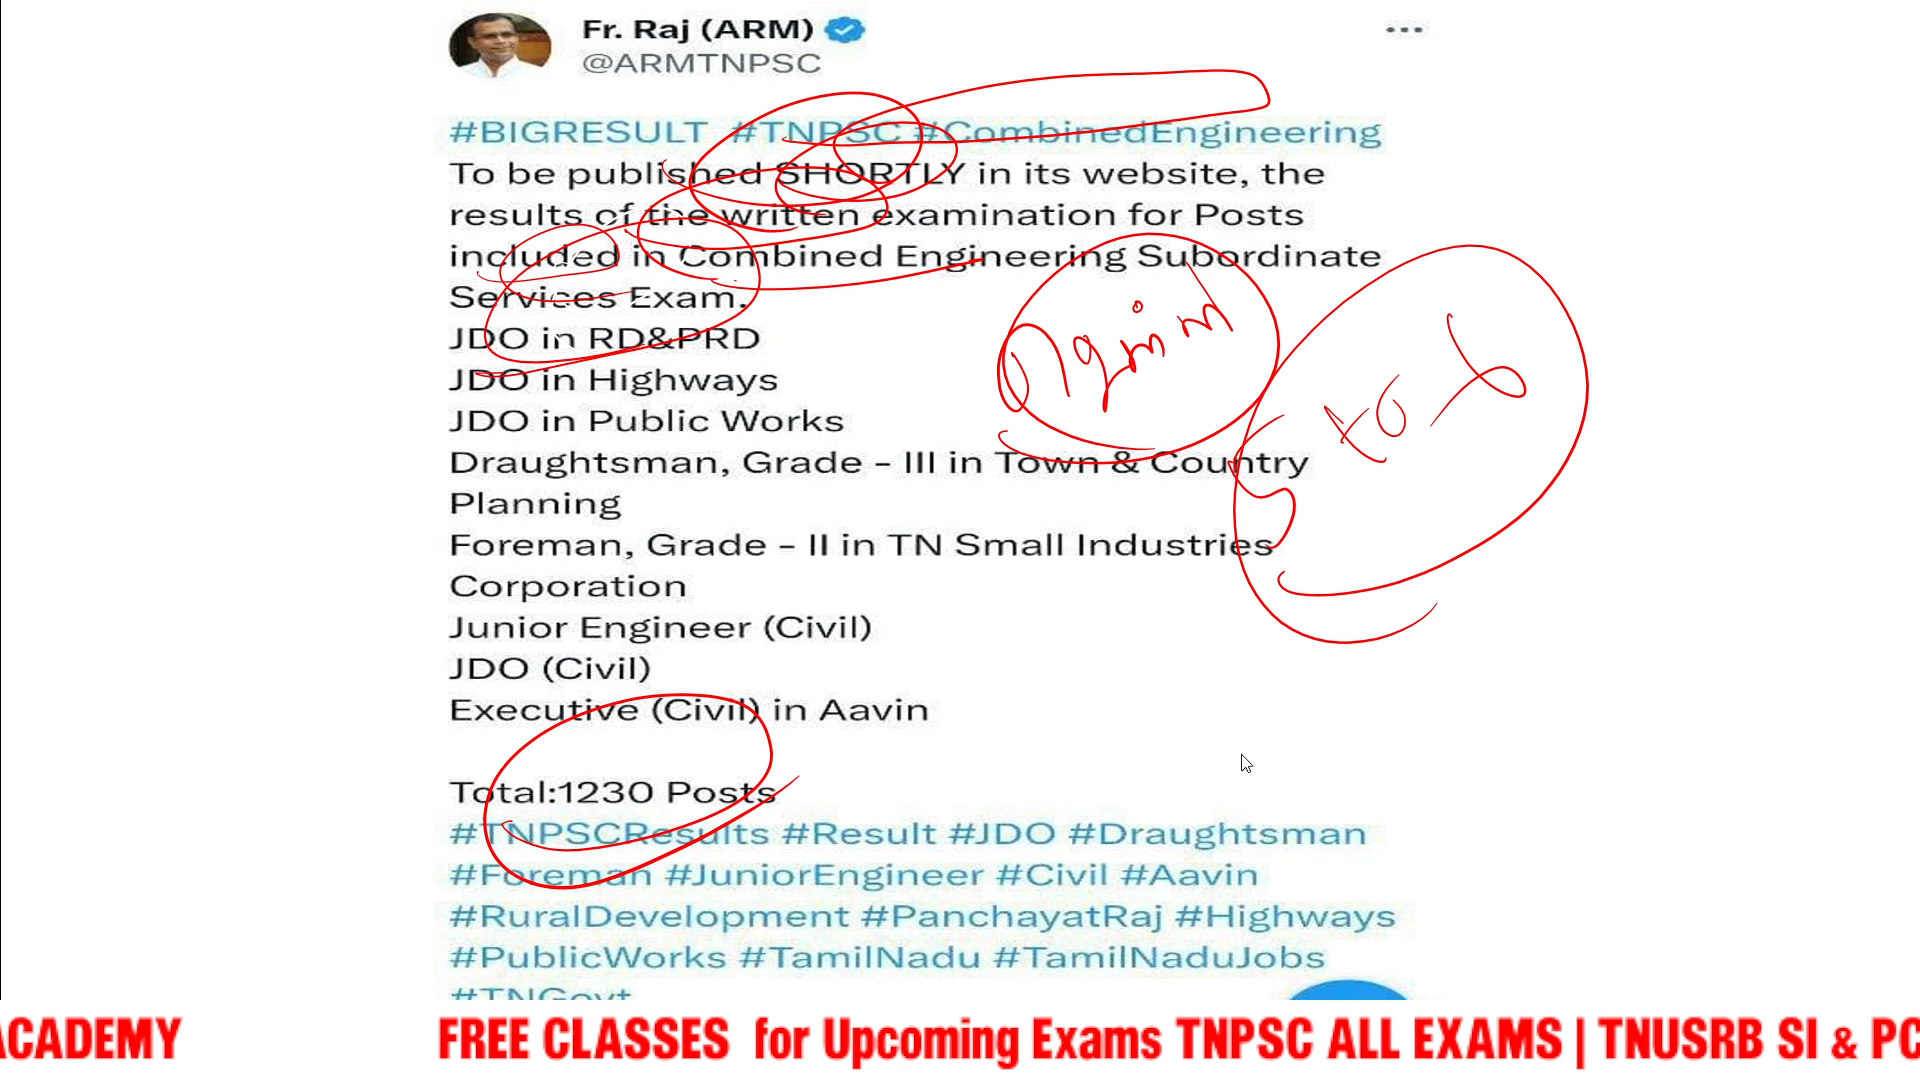 Fr. Raj (ARM)
@ARMTNPSC
#BIGRESULT #TNPSC #CombinedEngineering
To be published SHORTLY in its website, the
results of the written examination for Posts
included in Combined Engineering Subordinate
Services Exam.
JDO in RD&PRD
JDO in Highways
JDO in Public Works
Draughtsman, Grade - III in Town & Country
Planning
Foreman, Grade - II in TN Small Industries
Corporation
Junior Engineer (Civil)
JDO (Civil)
Executive (Civil) in Aavin
5 to 6
Total:1230 Posts
#TNPSCResults #Result #JDO #Draughtsman
#Foreman #JuniorEngineer #Civil #Aavin
#RuralDevelopment #PanchayatRaj #Highways
#PublicWorks #TamilNadu #TamilNaduJobs
#TNGovt
ACADEMY FREE CLASSES for Upcoming Exams TNPSC ALL EXAMS | TNUSRB SI & PC